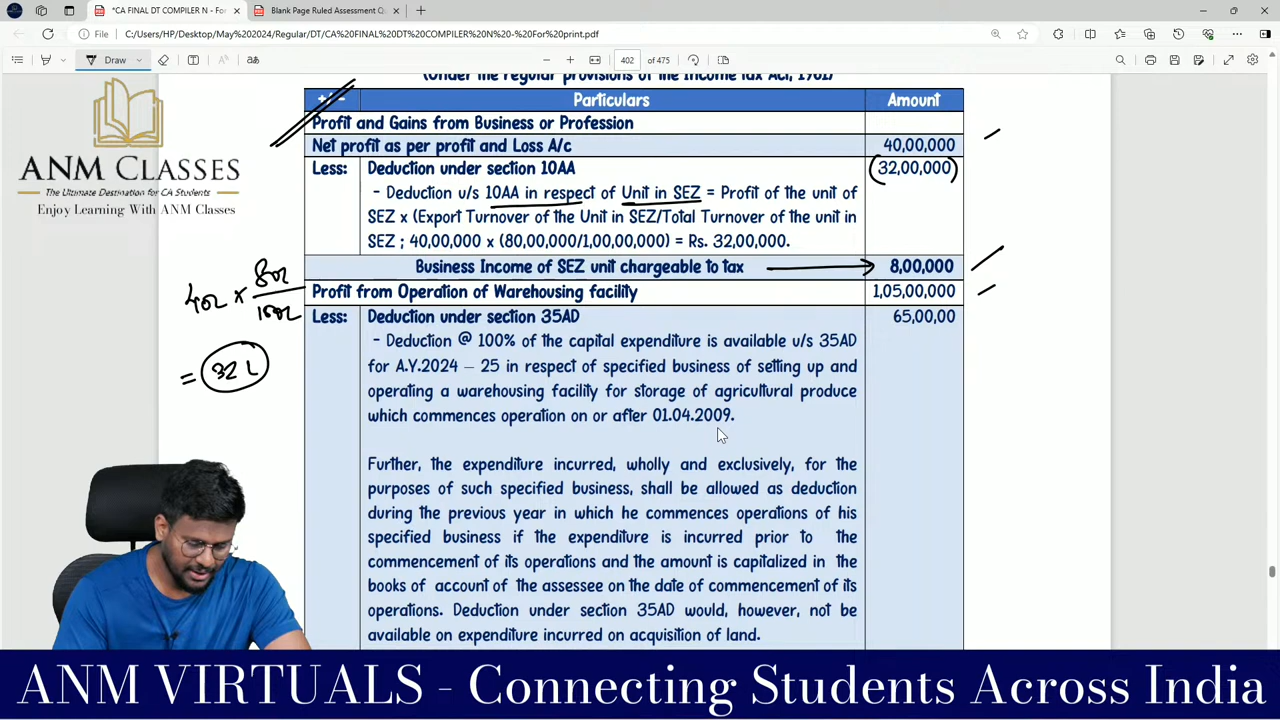 *CA FINAL DT COMPILER N - For
Blank Page Ruled Assessment Q
File
C:/Users/HP/Desktop/May%202024/Regular/DT/CA%20FINAL%20DT%20COMPILER%20N%20-%20For%20print.pdf
Draw
402 of 475
(Under the regular provisions of the Income Tax Act, 1961)
+/- Particulars Amount
Profit and Gains from Business or Profession
Net profit as per profit and Loss A/c 40,00,000
Less: Deduction under section 10AA (32,00,000)
- Deduction u/s 10AA in respect of Unit in SEZ = Profit of the unit of
SEZ x (Export Turnover of the Unit in SEZ/Total Turnover of the unit in
SEZ ; 40,00,000 x (80,00,000/1,00,00,000) = Rs. 32,00,000.
Business Income of SEZ unit chargeable to tax 8,00,000
Profit from Operation of Warehousing facility 1,05,00,000
Less: Deduction under section 35AD 65,00,00
- Deduction @ 100% of the capital expenditure is available u/s 35AD
for A.Y.2024 – 25 in respect of specified business of setting up and
operating a warehousing facility for storage of agricultural produce
which commences operation on or after 01.04.2009.
Further, the expenditure incurred, wholly and exclusively, for the
purposes of such specified business, shall be allowed as deduction
during the previous year in which he commences operations of his
specified business if the expenditure is incurred prior to the
commencement of its operations and the amount is capitalized in the
books of account of the assessee on the date of commencement of its
operations. Deduction under section 35AD would, however, not be
available on expenditure incurred on acquisition of land.
ANM CLASSES
The Ultimate Destination for CA Students
Enjoy Learning With ANM Classes
40L × 80L
100L
= 32 L
ANM VIRTUALS - Connecting Students Across India